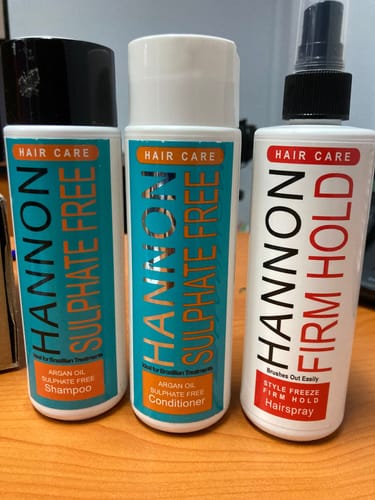 HAIR CARE
HANNON
SULPHATE FREE
Ideal for Brazilian Treatments
ARGAN OIL
SULPHATE FREE
Shampoo
HAIR CARE
HANNON
SULPHATE FREE
Ideal for Brazilian Treatments
ARGAN OIL
SULPHATE FREE
Conditioner
HAIR CARE
HANNON
FIRM HOLD
Brushes Out Easily
STYLE FREEZE
FIRM HOLD
Hairspray